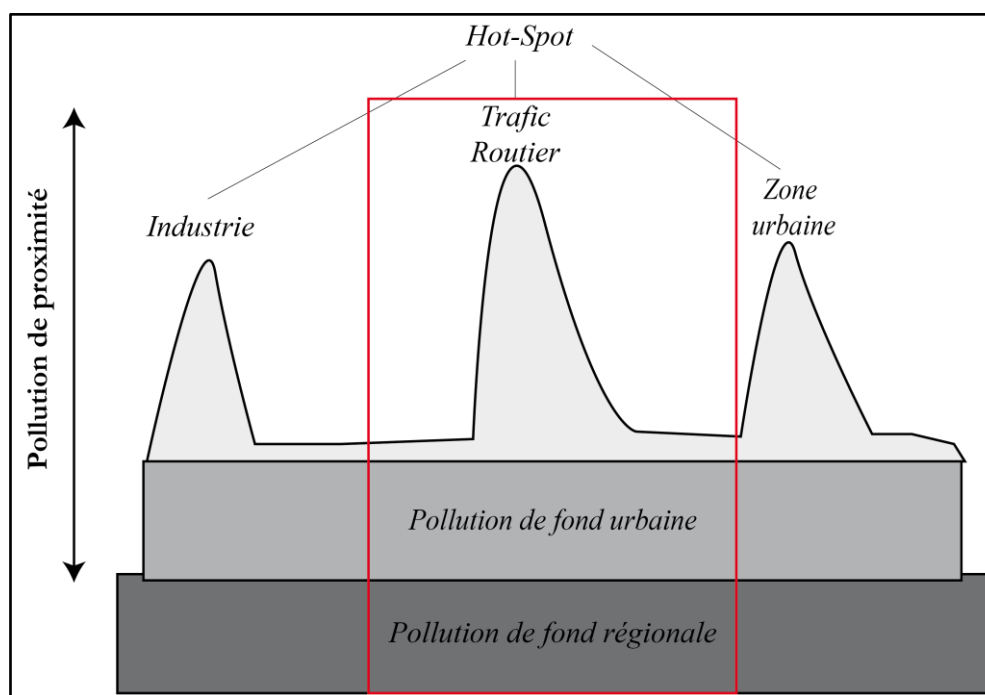 Hot-Spot
Trafic
Routier
Zone
urbaine
Industrie
Pollution de proximité
Pollution de fond urbaine
Pollution de fond régionale